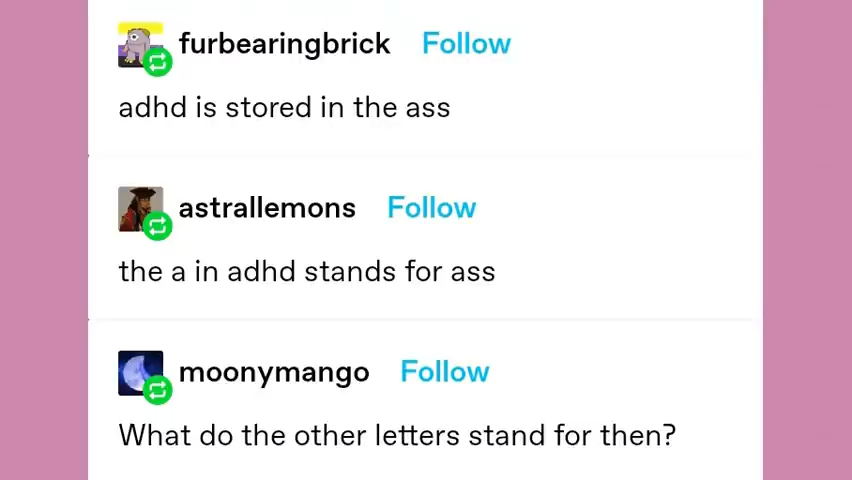 furbearingbrick Follow
adhd is stored in the ass
astrallemons Follow
the a in adhd stands for ass
moonymango Follow
What do the other letters stand for then?